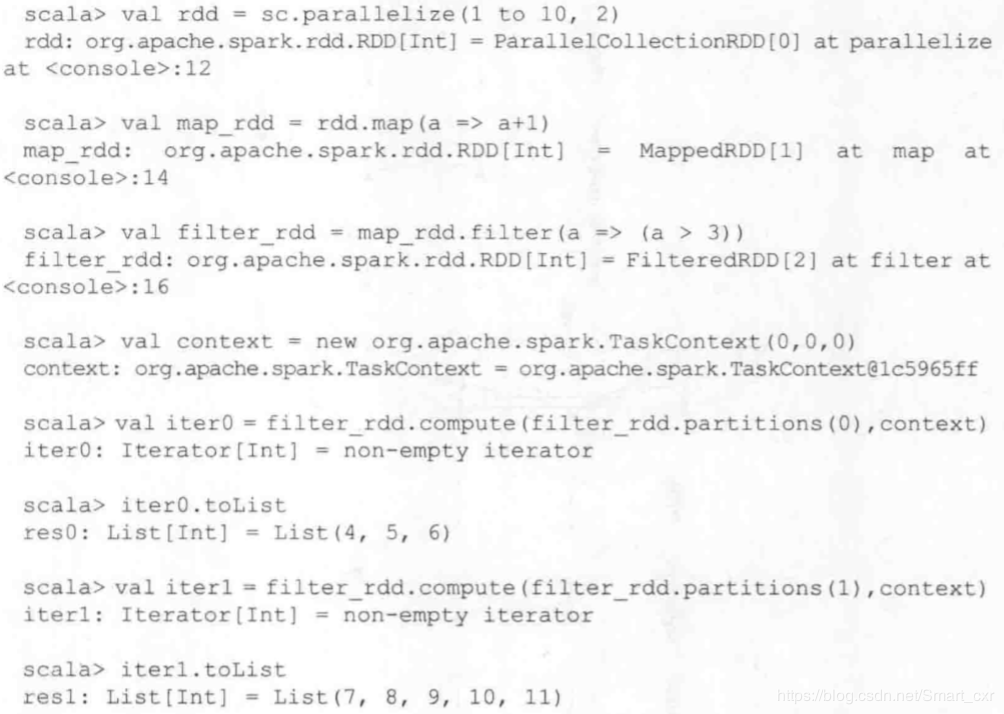 scala> val rdd = sc.parallelize(1 to 10, 2)
rdd: org.apache.spark.rdd.RDD[Int] = ParallelCollectionRDD[0] at parallelize
at <console>:12
scala> val map_rdd = rdd.map(a => a+1)
map_rdd: org.apache.spark.rdd.RDD[Int] = MappedRDD[1] at map at
<console>:14
scala> val filter_rdd = map_rdd.filter(a => (a > 3))
filter_rdd: org.apache.spark.rdd.RDD[Int] = FilteredRDD[2] at filter at
<console>:16
scala> val context = new org.apache.spark.TaskContext(0,0,0)
context: org.apache.spark.TaskContext = org.apache.spark.TaskContext@1c5965ff
scala> val iter0 = filter_rdd.compute(filter_rdd.partitions(0),context)
iter0: Iterator[Int] = non-empty iterator
scala> iter0.toList
res0: List[Int] = List(4, 5, 6)
scala> val iter1 = filter_rdd.compute(filter_rdd.partitions(1),context)
iter1: Iterator[Int] = non-empty iterator
scala> iter1.toList
res1: List[Int] = List(7, 8, 9, 10, 11)
https://blog.csdn.net/Smart_cxr